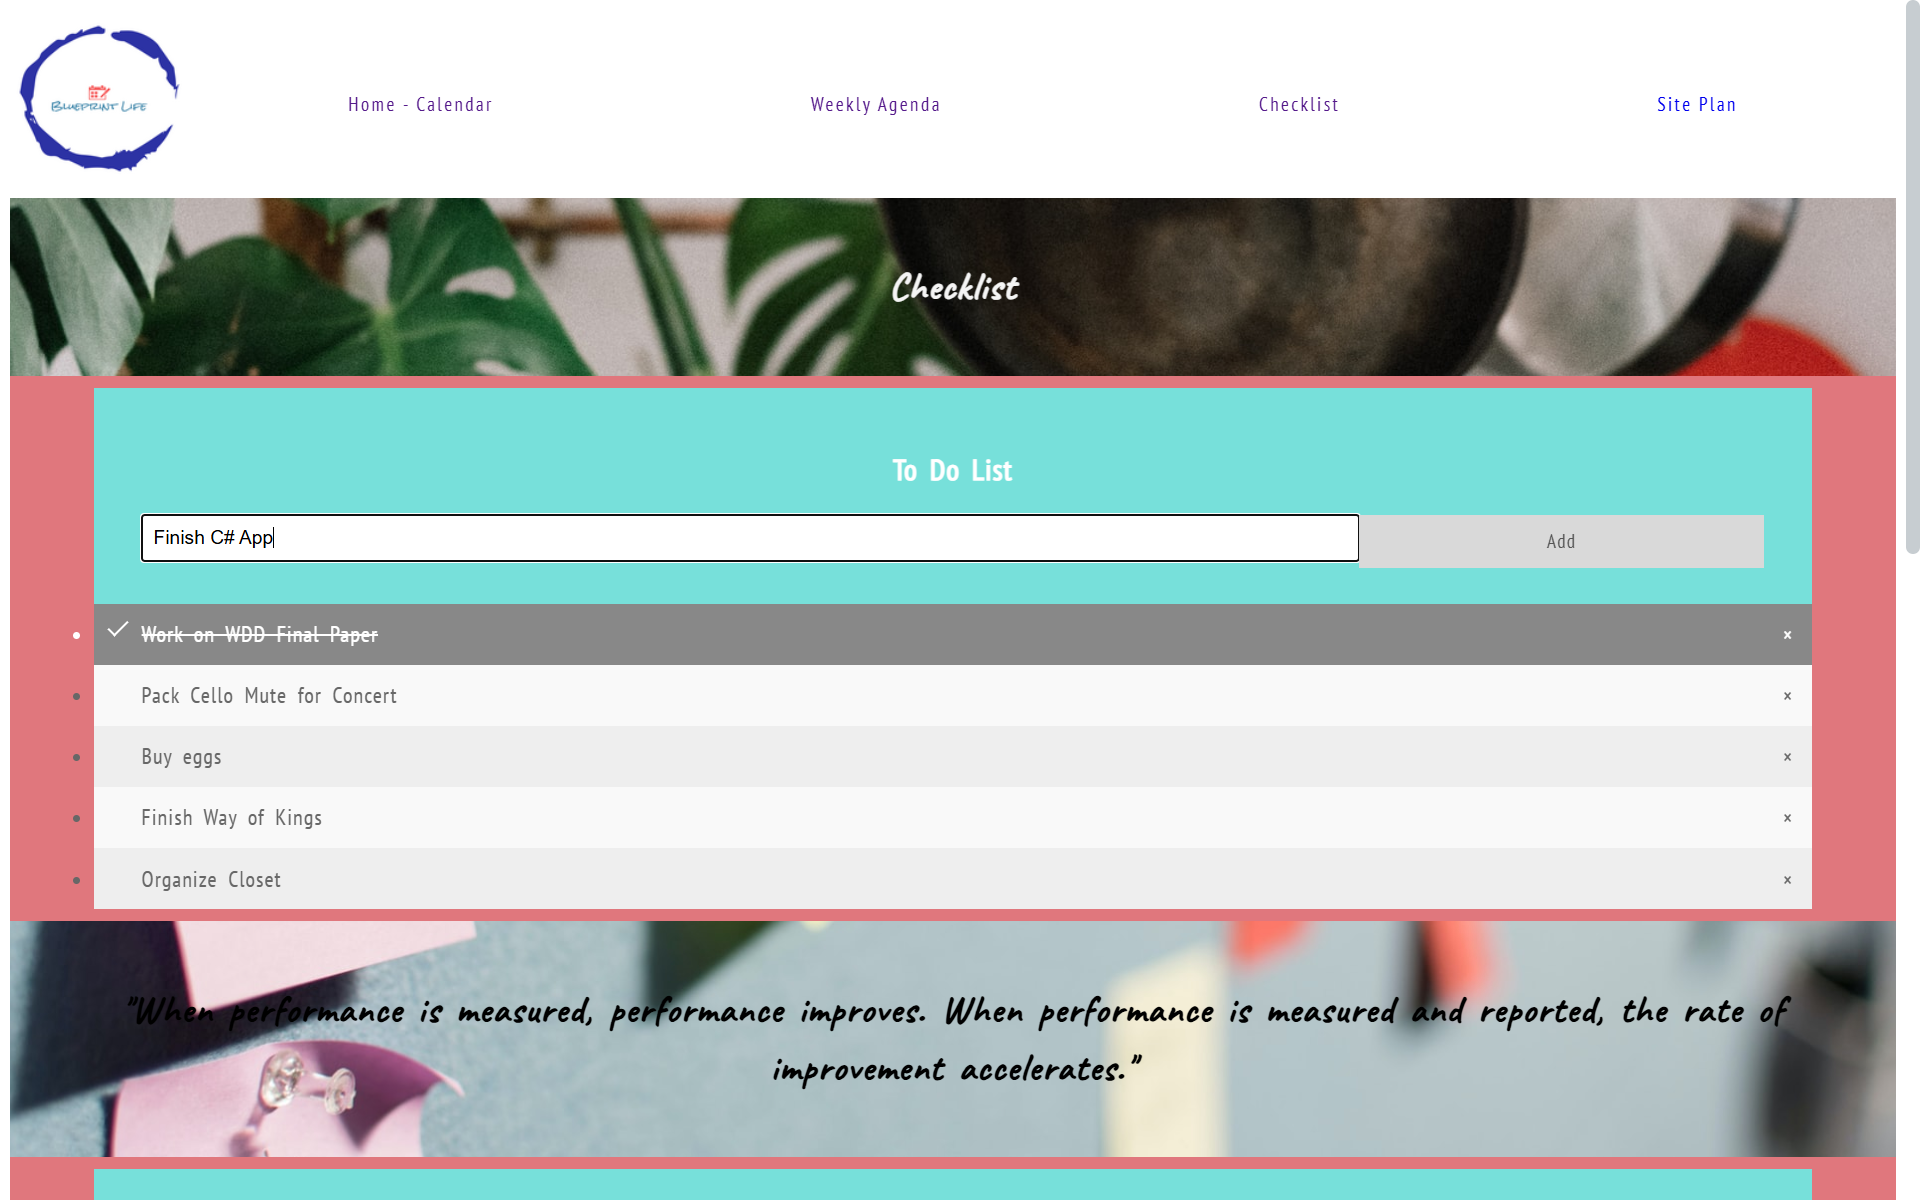 Blueprint Life
Home - Calendar
Weekly Agenda
Checklist
Site Plan
Checklist
To Do List
Finish C# App
Add
Work on WDD Final Paper
×
Pack Cello Mute for Concert
×
Buy eggs
×
Finish Way of Kings
×
Organize Closet
×
"When performance is measured, performance improves. When performance is measured and reported, the rate of
improvement accelerates."